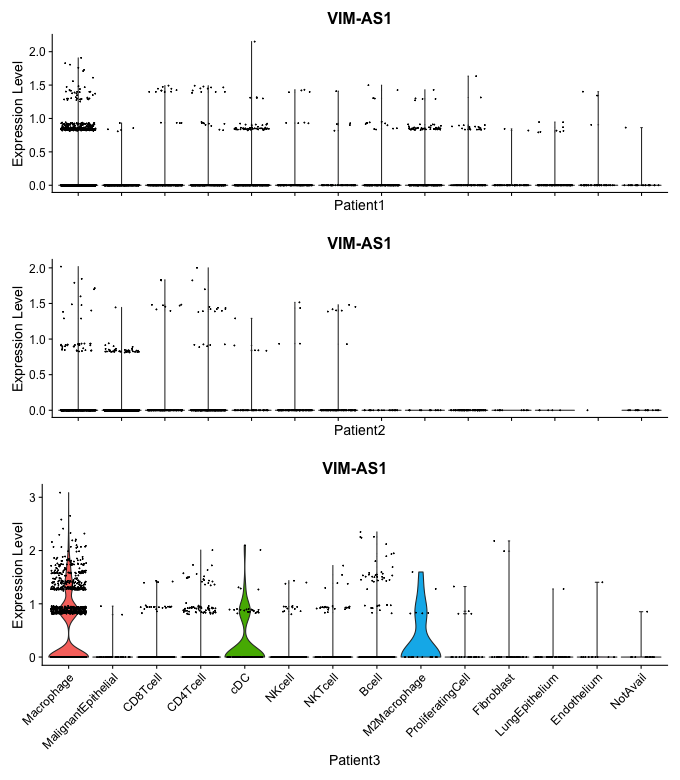 VIM-AS1
Expression Level
2.0
1.5
1.0
0.5
0.0
Patient1
VIM-AS1
Expression Level
2.0
1.5
1.0
0.5
0.0
Patient2
VIM-AS1
Expression Level
3
2
1
0
Macrophage
MalignantEpithelial
CD8Tcell
CD4Tcell
cDC
NKcell
NKTcell
Bcell
M2Macrophage
ProliferatingCell
Fibroblast
LungEpithelium
Endothelium
NotAvail
Patient3